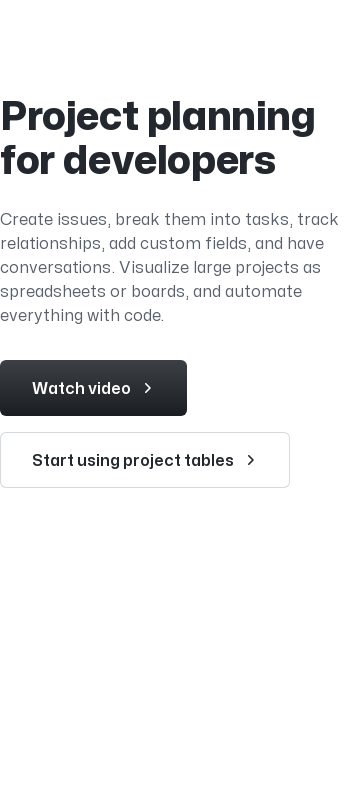 Project planning
for developers
Create issues, break them into tasks, track
relationships, add custom fields, and have
conversations. Visualize large projects as
spreadsheets or boards, and automate
everything with code.
Watch video
Start using project tables